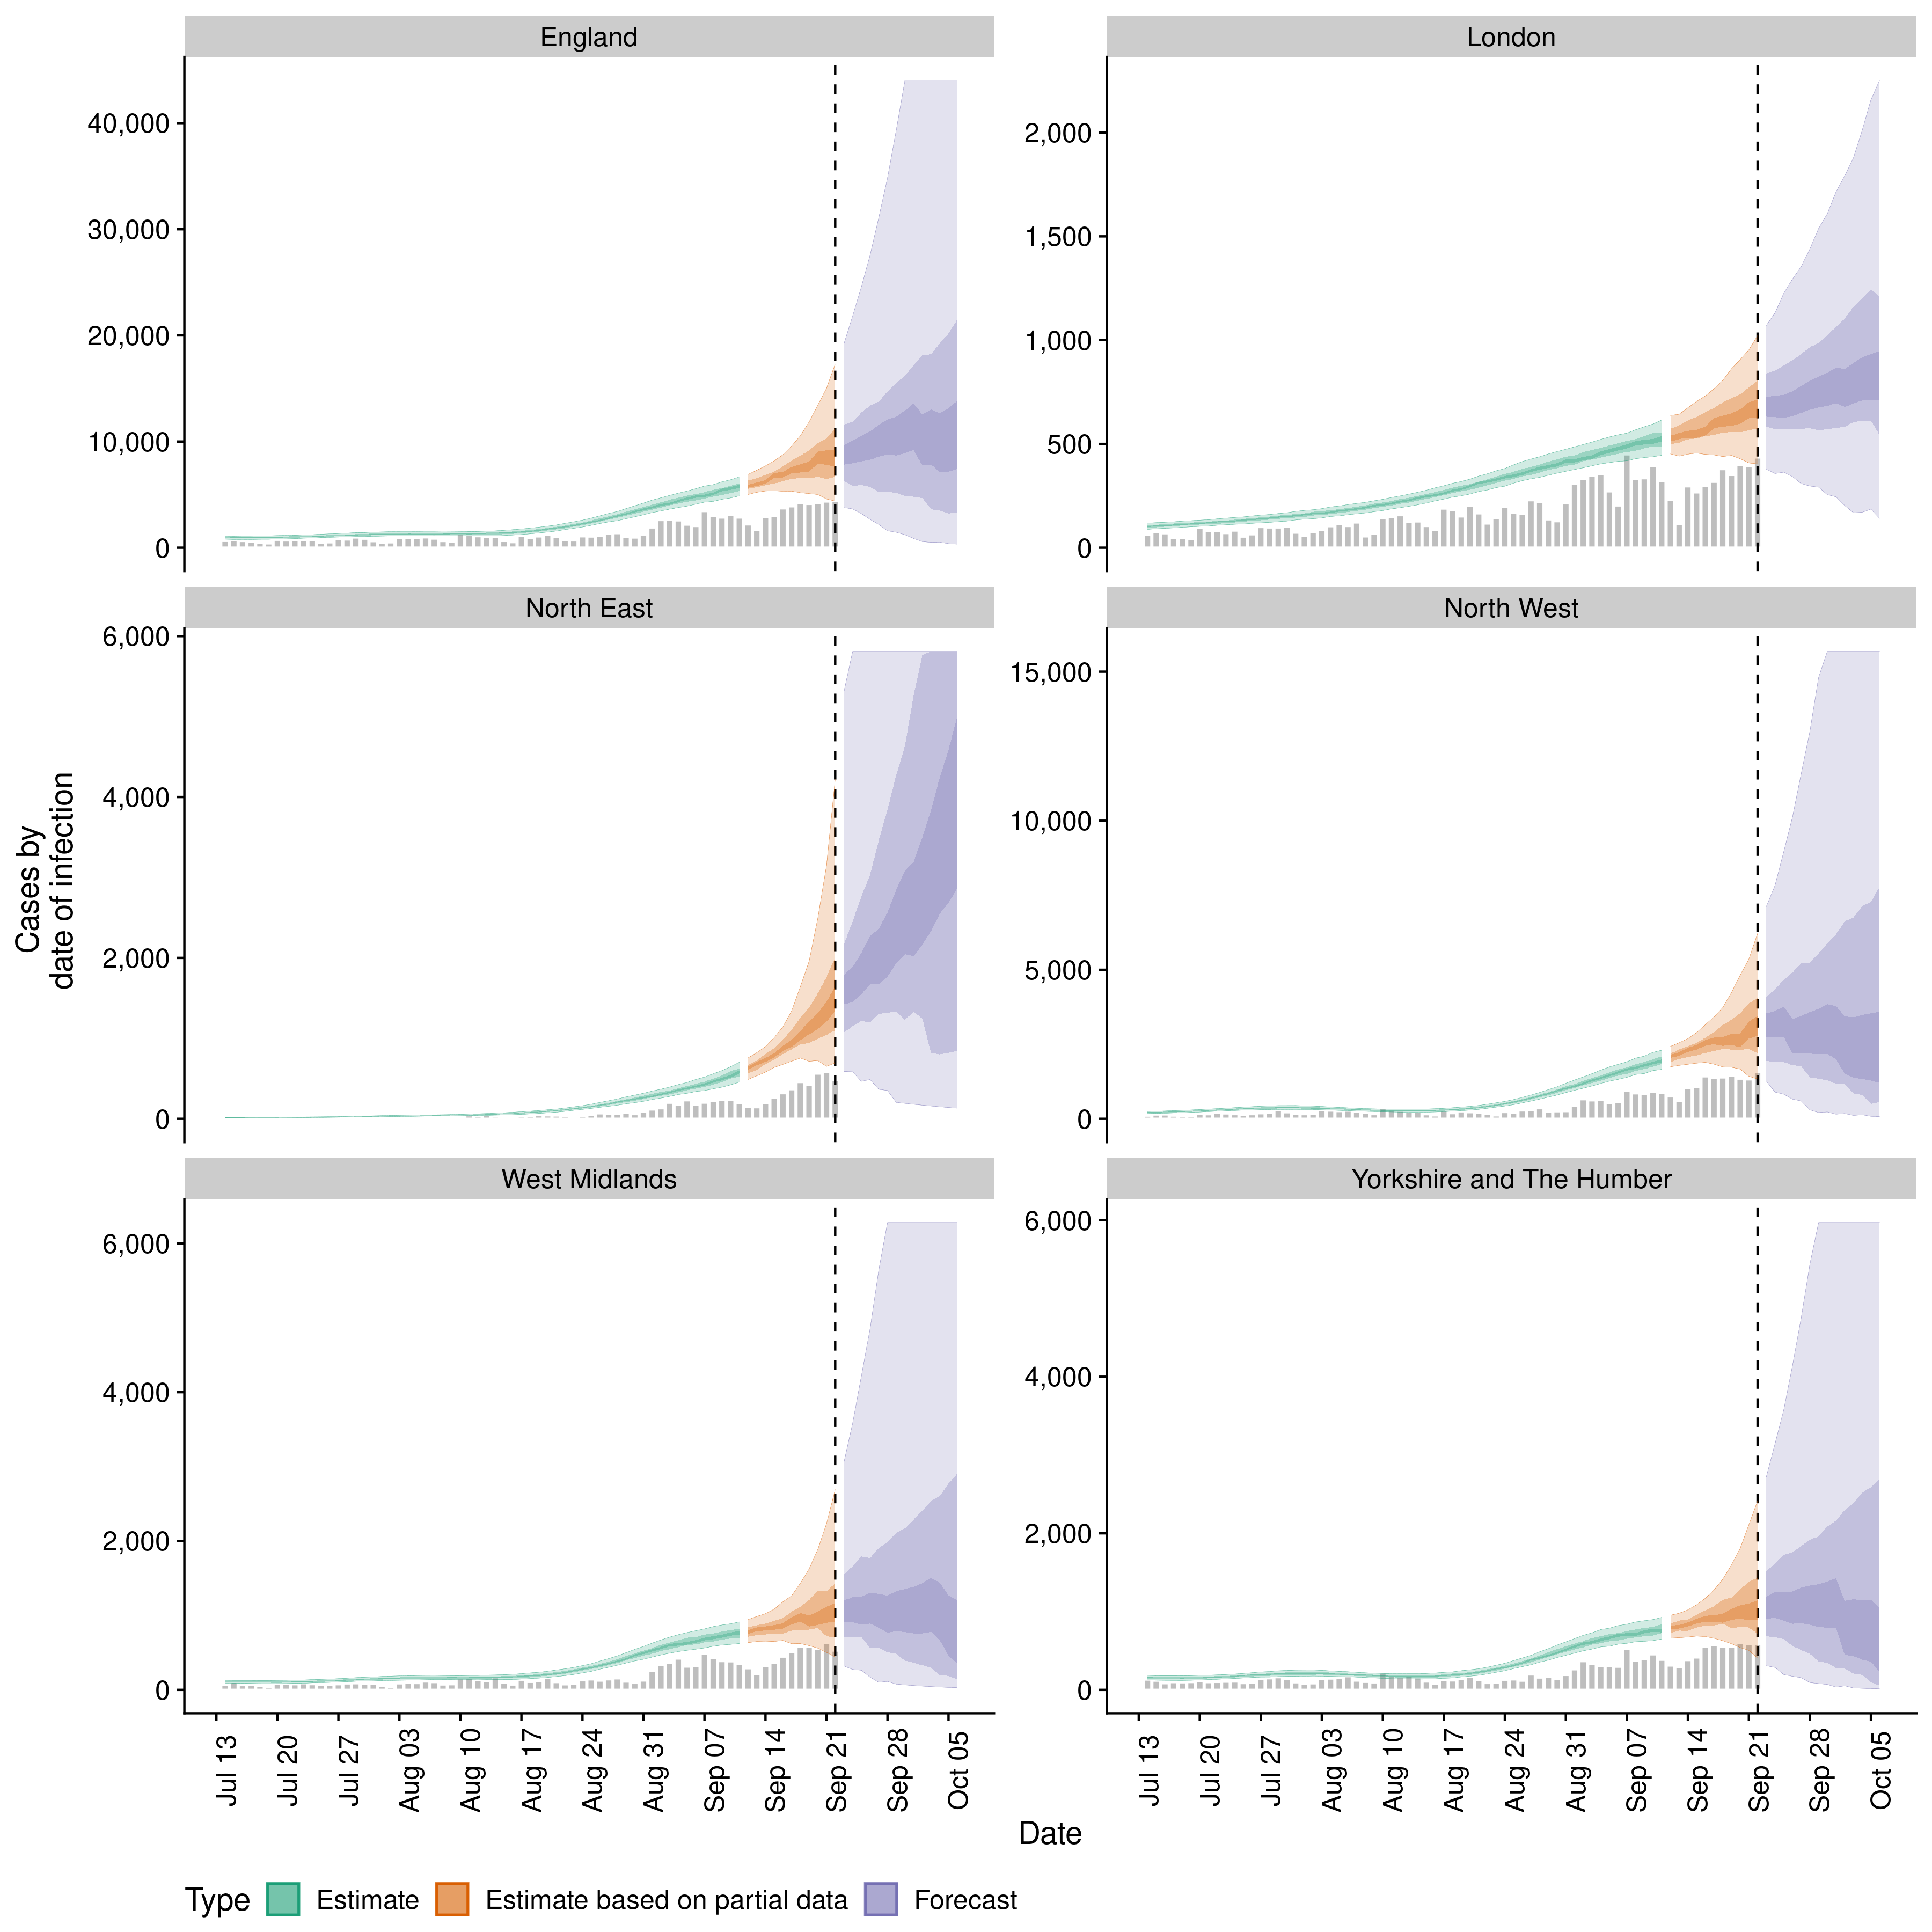 England
London
40,000
30,000
20,000
10,000
0
2,000
1,500
1,000
500
0
North East
North West
6,000
4,000
2,000
0
15,000
10,000
5,000
0
West Midlands
Yorkshire and The Humber
6,000
4,000
2,000
0
6,000
4,000
2,000
0
Cases by
date of infection
Jul 13
Jul 20
Jul 27
Aug 03
Aug 10
Aug 17
Aug 24
Aug 31
Sep 07
Sep 14
Sep 21
Sep 28
Oct 05
Jul 13
Jul 20
Jul 27
Aug 03
Aug 10
Aug 17
Aug 24
Aug 31
Sep 07
Sep 14
Sep 21
Sep 28
Oct 05
Date
Type Estimate Estimate based on partial data Forecast